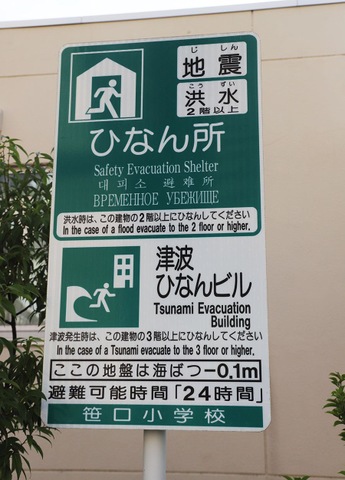 じしん
地震
こうずい
洪水
2階以上
ひなん所
Safety Evacuation Shelter
대피소 避難所
ВРЕМЕННОЕ УБЕЖИЩЕ
洪水時は、この建物の2階以上にひなんしてください
In the case of a flood evacuate to the 2 floor or higher.
津波
ひなんビル
Tsunami Evacuation
Building
津波発生時は、この建物の3階以上にひなんしてください
In the case of a Tsunami evacuate to the 3 floor or higher.
ここの地盤は海ばつ−0.1m
避難可能時間「24時間」
笹口小学校